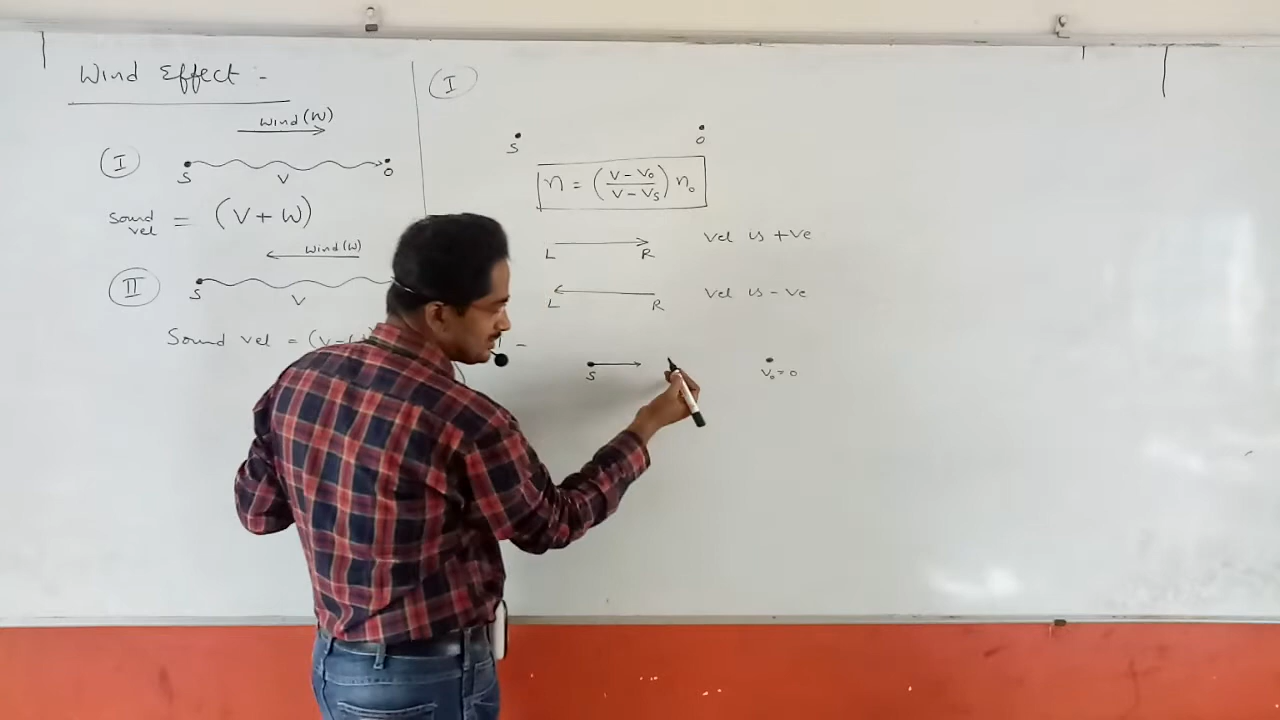 Wind Effect :-
Wind (W)
I
S V O
Sound vel = (V + W)
Wind (W)
II
S V
Sound vel = (V-
I
S O
n = ( V - V₀ / V - Vs ) n₀
L R Vel is +ve
L R Vel is -ve
S V₀ = 0